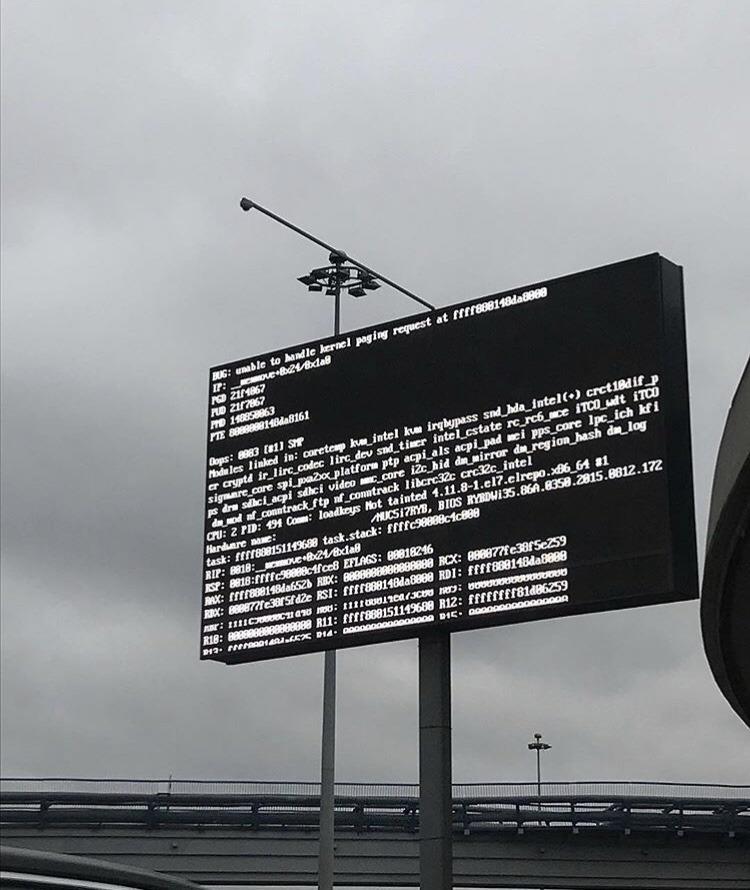 BUG: unable to handle kernel paging request at ffff880148da8000
IP: __memmove+0x24/0x1a0
PGD 21f4067
PUD 21f7067
PMD 148050063
PTE 8000000148da8161
Oops: 0003 [#1] SMP
Modules linked in: coretemp kvm_intel kvm irqbypass snd_hda_intel(+) crct10dif_p
er cryptd ir_lirc_codec lirc_dev snd_timer intel_cstate rc_rc6_mce iTCO_wdt iTCO
signware_core spi_pxa2xx_platform ptp acpi_als acpi_pad mei pps_core lpc_ich kfi
ps drm sdhci_acpi sdhci video mmc_core i2c_hid dm_mirror dm_region_hash dm_log
dm_mod nf_conntrack_ftp nf_conntrack libcrc32c crc32c_intel
CPU: 2 PID: 494 Comm: loadkeys Not tainted 4.11.8-1.el7.elrepo.x86_64 #1
Hardware name: /NUC5i7RYB, BIOS RYBDWi35.86A.0350.2015.0812.172
task: ffff880151149680 task.stack: ffffc90000c4c000
RIP: 0010:__memmove+0x24/0x1a0
RSP: 0018:ffffc90000c4fce8 EFLAGS: 00010246
RAX: ffff880148da652b RBX: 0000000000000000 RCX: 000077fe30f5e259
RDX: 000077fe30f5fd2e RSI: ffff880148da8000 RDI: ffff880148da8000
R10: 0000000000000000 R11: ffff880151149680 R12: ffffffff81d06259